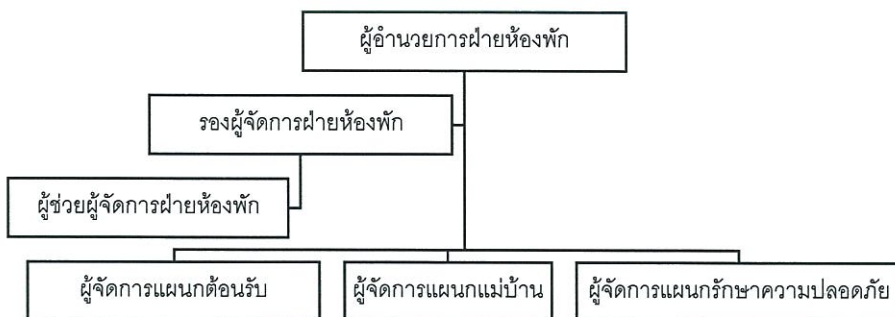 ผู้อำนวยการฝ่ายห้องพัก
รองผู้จัดการฝ่ายห้องพัก
ผู้ช่วยผู้จัดการฝ่ายห้องพัก
ผู้จัดการแผนกต้อนรับ
ผู้จัดการแผนกแม่บ้าน
ผู้จัดการแผนกรักษาความปลอดภัย